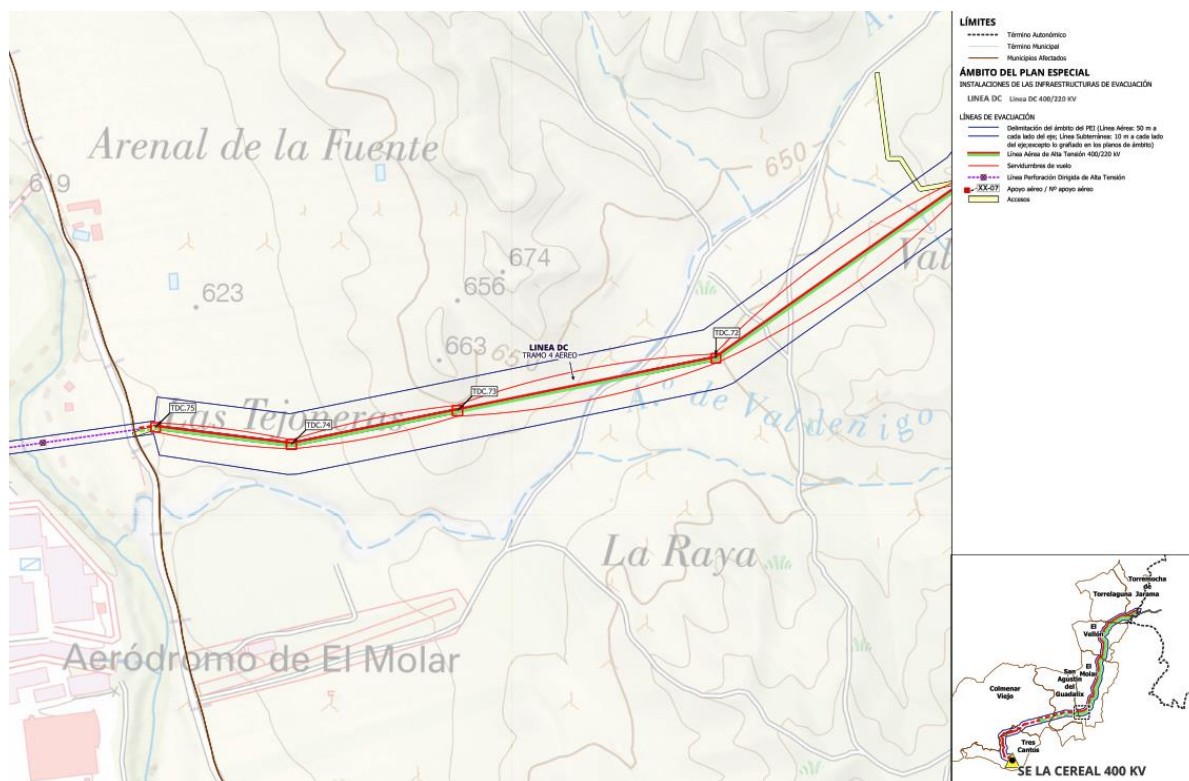 Arenal de
619
623
674
656
663
Val
TDC.72
LINEA DC
TRAMO 4 AEREO
TDC.73
TDC.75
Las Tejoneras
TDC.74
A.º de Valdeñigo
La Raya
Aeródromo de El Molar
LÍMITES
Término Autonómico
Término Municipal
Municipios Afectados
ÁMBITO DEL PLAN ESPECIAL
INSTALACIONES DE LAS INFRAESTRUCTURAS DE EVACUACIÓN
LINEA DC Línea DC 400/220 KV
LÍNEAS DE EVACUACIÓN
Delimitación del ámbito del PEI (Línea Aérea: 50 m a
cada lado del eje; Línea Subterránea: 10 m a cada lado
del eje;excepto lo grafiado en los planos de ámbito)
Línea Aérea de Alta Tensión 400/220 kV
Servidumbres de vuelo
Línea Perforación Dirigida de Alta Tensión
XX-07 Apoyo aéreo / Nº apoyo aéreo
Accesos
Torremocha
de
Jarama
Torrelaguna
El
Vellón
El
Molar
San
Agustín
del
Guadalix
Colmenar
Viejo
Tres
Cantos
SE LA CEREAL 400 KV